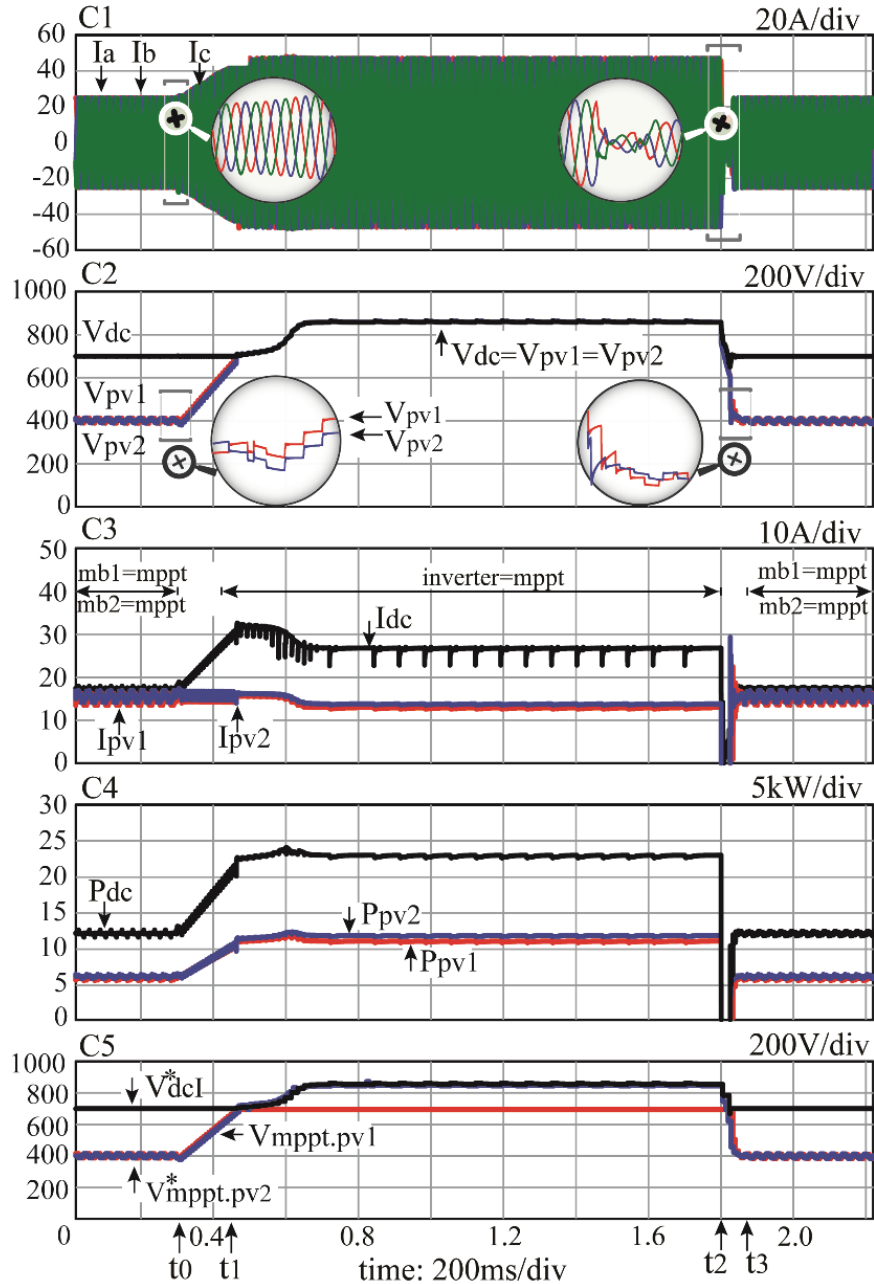 C1 20A/div
60
40
20
0
-20
-40
-60
Ia Ib Ic
C2 200V/div
1000
800
600
400
200
0
Vdc
Vdc=Vpv1=Vpv2
Vpv1
Vpv2
Vpv1
Vpv2
C3 10A/div
50
40
30
20
10
0
mb1=mppt
mb2=mppt
inverter=mppt
mb1=mppt
mb2=mppt
Idc
Ipv1 Ipv2
C4 5kW/div
30
25
20
15
10
5
0
Pdc
Ppv2
Ppv1
C5 200V/div
1000
800
600
400
200
V*dcI
Vmppt.pv1
V*mppt.pv2
0 0.4 0.8 1.2 1.6 2.0
t0 t1 time: 200ms/div t2 t3